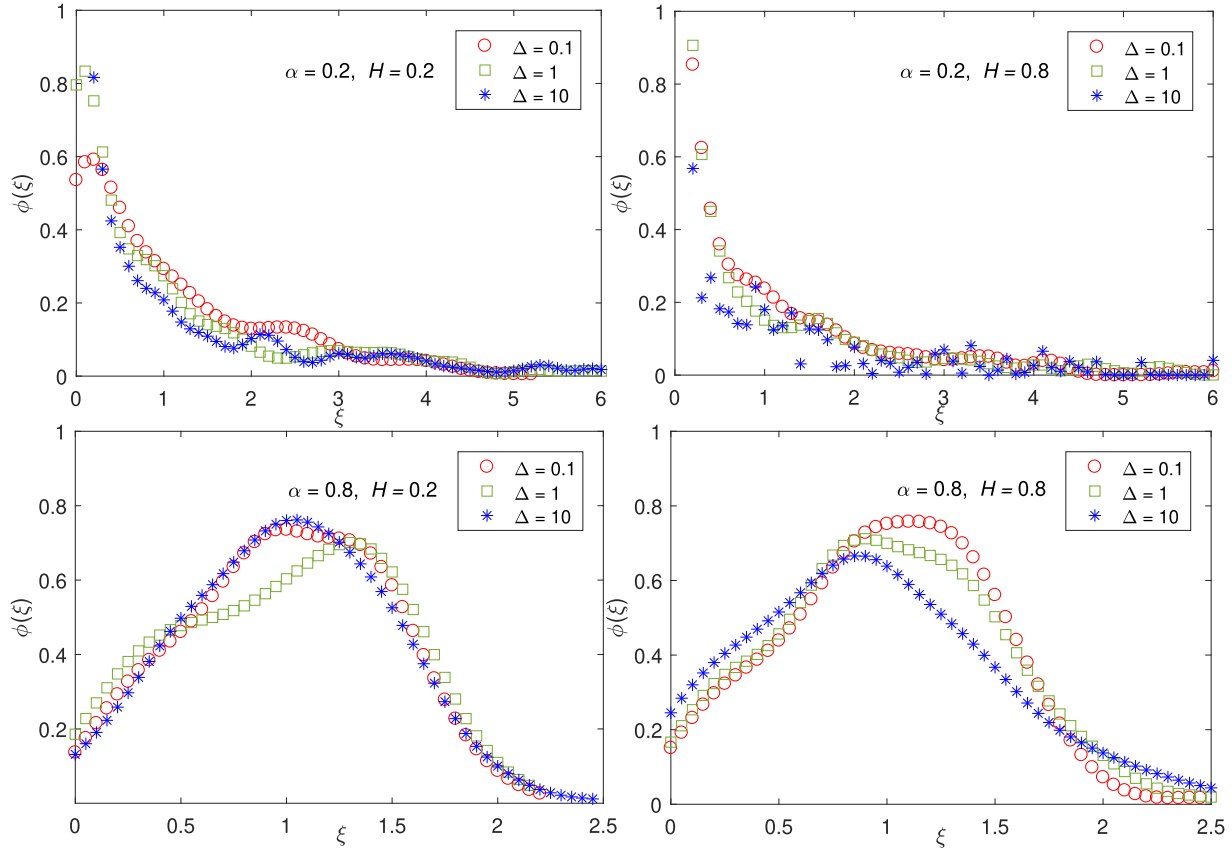 1
0.8
0.6
0.4
0.2
0
ϕ(ξ)
α = 0.2, H = 0.2
Δ = 0.1
Δ = 1
Δ = 10
0 1 2 3 4 5 6
ξ
1
0.8
0.6
0.4
0.2
0
ϕ(ξ)
α = 0.2, H = 0.8
Δ = 0.1
Δ = 1
Δ = 10
0 1 2 3 4 5 6
ξ
1
0.8
0.6
0.4
0.2
ϕ(ξ)
α = 0.8, H = 0.2
Δ = 0.1
Δ = 1
Δ = 10
0 0.5 1 1.5 2 2.5
ξ
1
0.8
0.6
0.4
0.2
0
ϕ(ξ)
α = 0.8, H = 0.8
Δ = 0.1
Δ = 1
Δ = 10
0 0.5 1 1.5 2 2.5
ξ